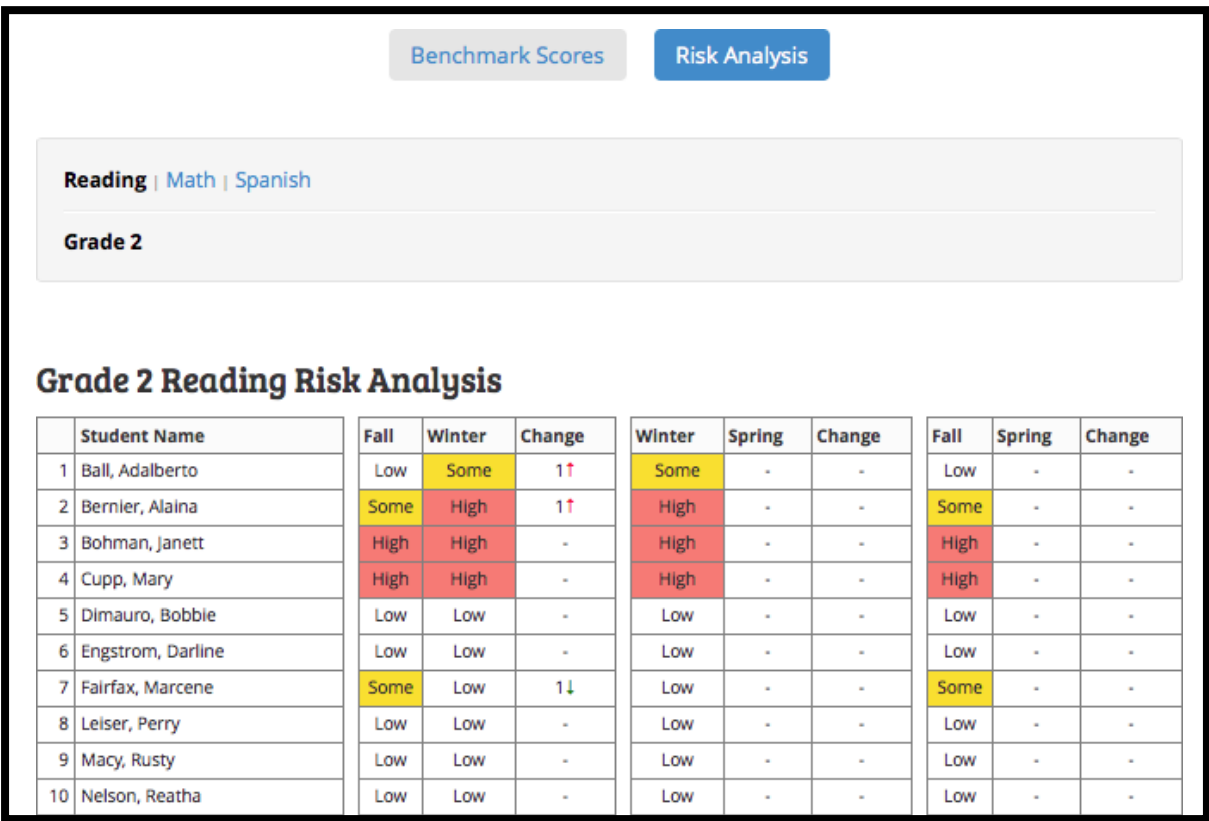 Benchmark Scores Risk Analysis
Reading | Math | Spanish
Grade 2
Grade 2 Reading Risk Analysis
Student Name Fall Winter Change Winter Spring Change Fall Spring Change
1 Ball, Adalberto Low Some 1↑ Some - - Low - -
2 Bernier, Alaina Some High 1↑ High - - Some - -
3 Bohman, Janett High High - High - - High - -
4 Cupp, Mary High High - High - - High - -
5 Dimauro, Bobbie Low Low - Low - - Low - -
6 Engstrom, Darline Low Low - Low - - Low - -
7 Fairfax, Marcene Some Low 1↓ Low - - Some - -
8 Leiser, Perry Low Low - Low - - Low - -
9 Macy, Rusty Low Low - Low - - Low - -
10 Nelson, Reatha Low Low - Low - - Low - -